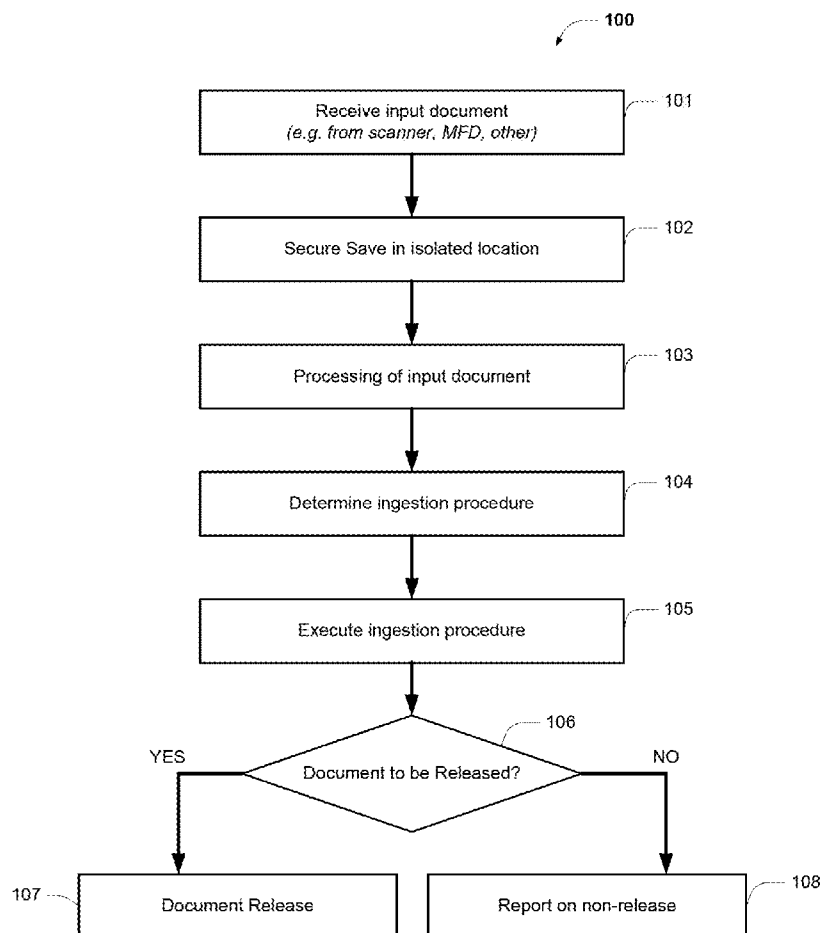 100
Receive input document
(e.g. from scanner, MFD, other)
101
Secure Save in isolated location
102
Processing of input document
103
Determine ingestion procedure
104
Execute ingestion procedure
105
106
YES
Document to be Released?
NO
107
Document Release
Report on non-release
108